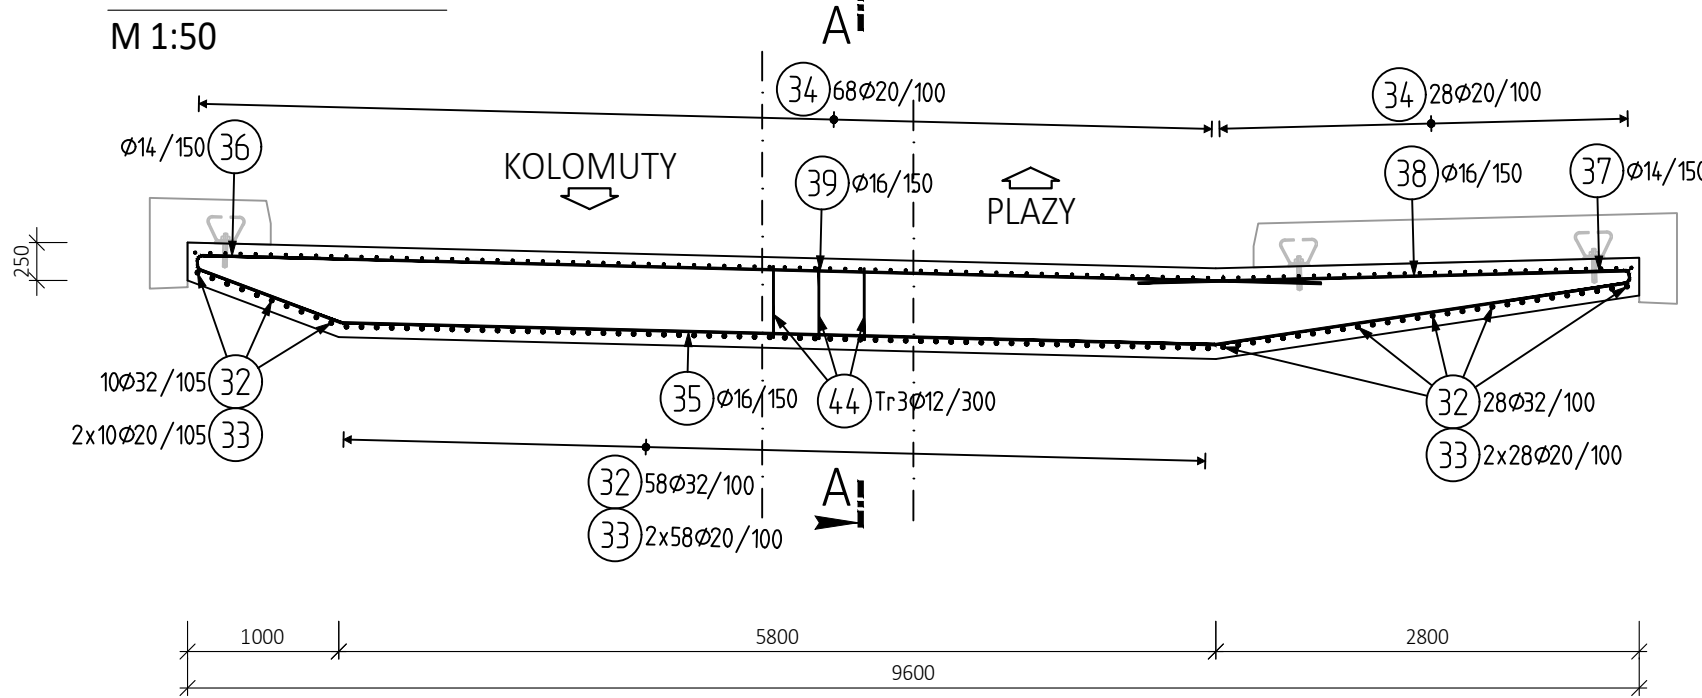 M 1:50
A
34 68Ø20/100
34 28Ø20/100
Ø14/150 36
KOLOMUTY
39 Ø16/150
PLAZY
38 Ø16/150
37 Ø14/150
250
10Ø32/105 32
2x10Ø20/105 33
35 Ø16/150
44 Tr3Ø12/300
32 28Ø32/100
33 2x28Ø20/100
32 58Ø32/100
33 2x58Ø20/100
A
1000
5800
2800
9600